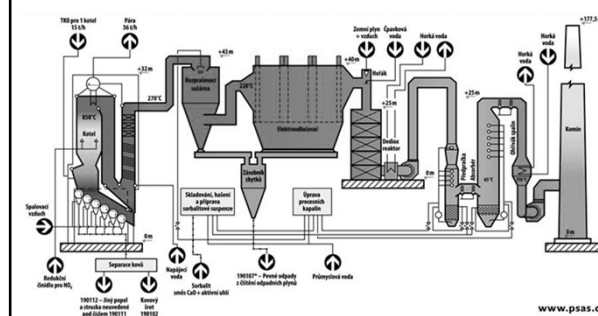 TKO pro 1 kotel
15 t/h
Pára
36 t/h
+32 m
850°C
Kotel
270°C
+43 m
Rozprašovací
sušárna
220°C
Elektroodlučovač
+40 m
Zemní plyn
+ vzduch
Hořák
Čpavková
voda
Horká voda
+25 m
Dediox
reaktor
0 m
+25 m
Předpračka
Absorbér
65°C
Ohřívák spalin
Horká
voda
Horká
voda
+177,5
Komín
0 m
Spalovací
vzduch
0 m
Zásobník
zbytků
Skladování, hašení
a příprava
sorbalitové suspenze
Úprava
procesních
kapalin
Separace kovů
Redukční
činidlo pro NOx
190112 – Jiný popel
a struska neuvedené
pod číslem 190111
Kovový
šrot
190102
Napájecí
voda
Sorbalit
směs CaO + aktivní uhlí
190107* – Pevné odpady
z čištění odpadních plynů
Průmyslová voda
www.psas.c